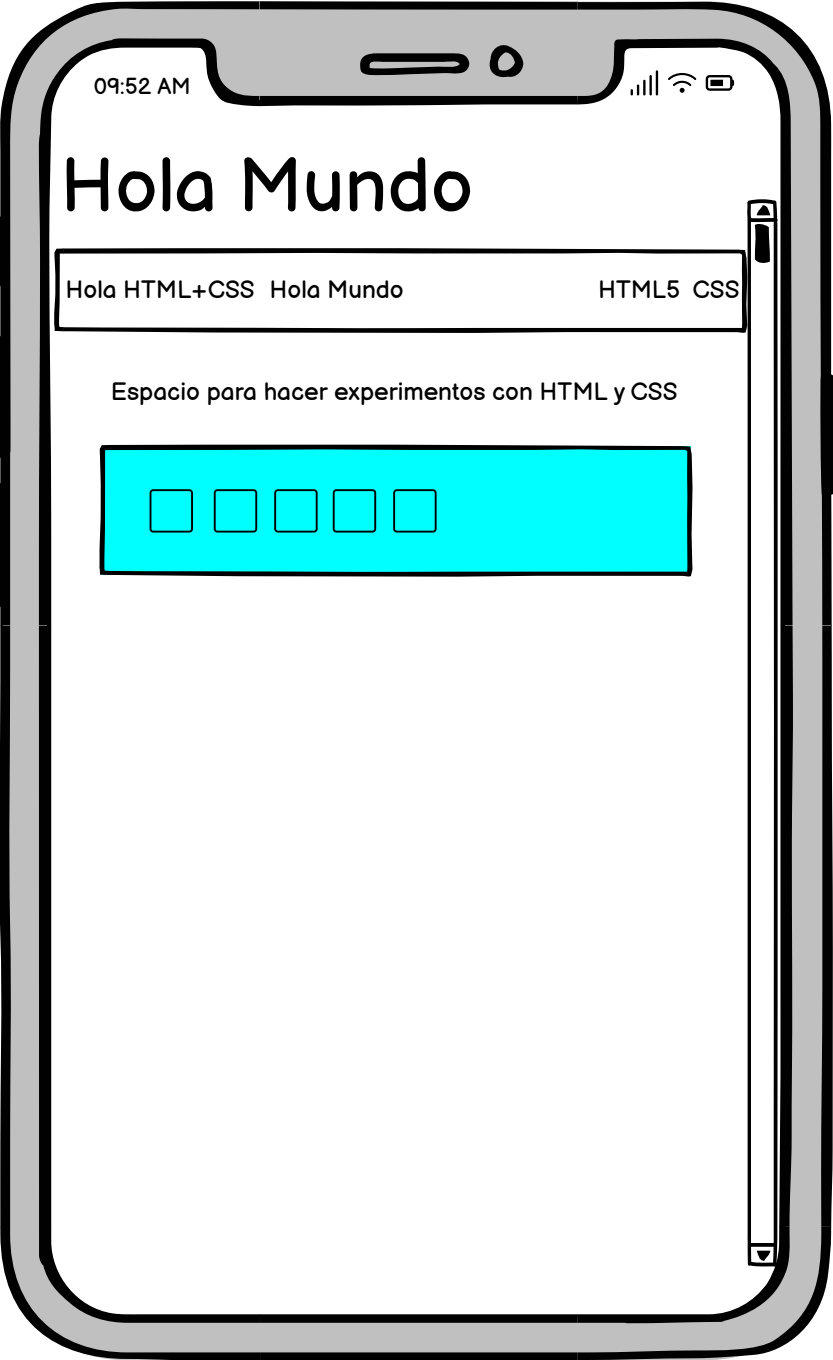 09:52 AM
Hola Mundo
Hola HTML+CSS Hola Mundo HTML5 CSS
Espacio para hacer experimentos con HTML y CSS